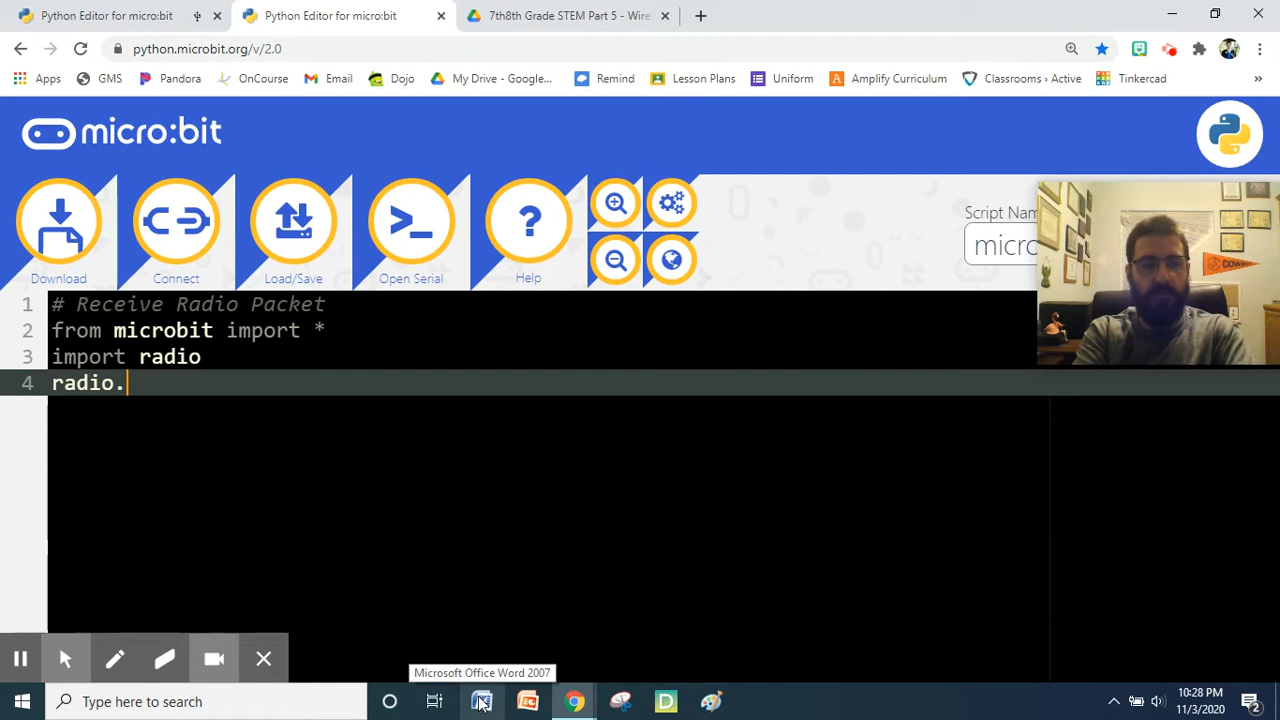 Python Editor for micro:bit
Python Editor for micro:bit
7th8th Grade STEM Part 5 - Wire
python.microbit.org/v/2.0
Apps
GMS
Pandora
OnCourse
Email
Dojo
My Drive - Google...
Remind
Lesson Plans
Uniform
Amplify Curriculum
Classrooms › Active
Tinkercad
»
micro:bit
Script Nam
micro
Download
Connect
Load/Save
Open Serial
Help
1 # Receive Radio Packet
2 from microbit import *
3 import radio
4 radio.
Microsoft Office Word 2007
Type here to search
10:28 PM
11/3/2020
2